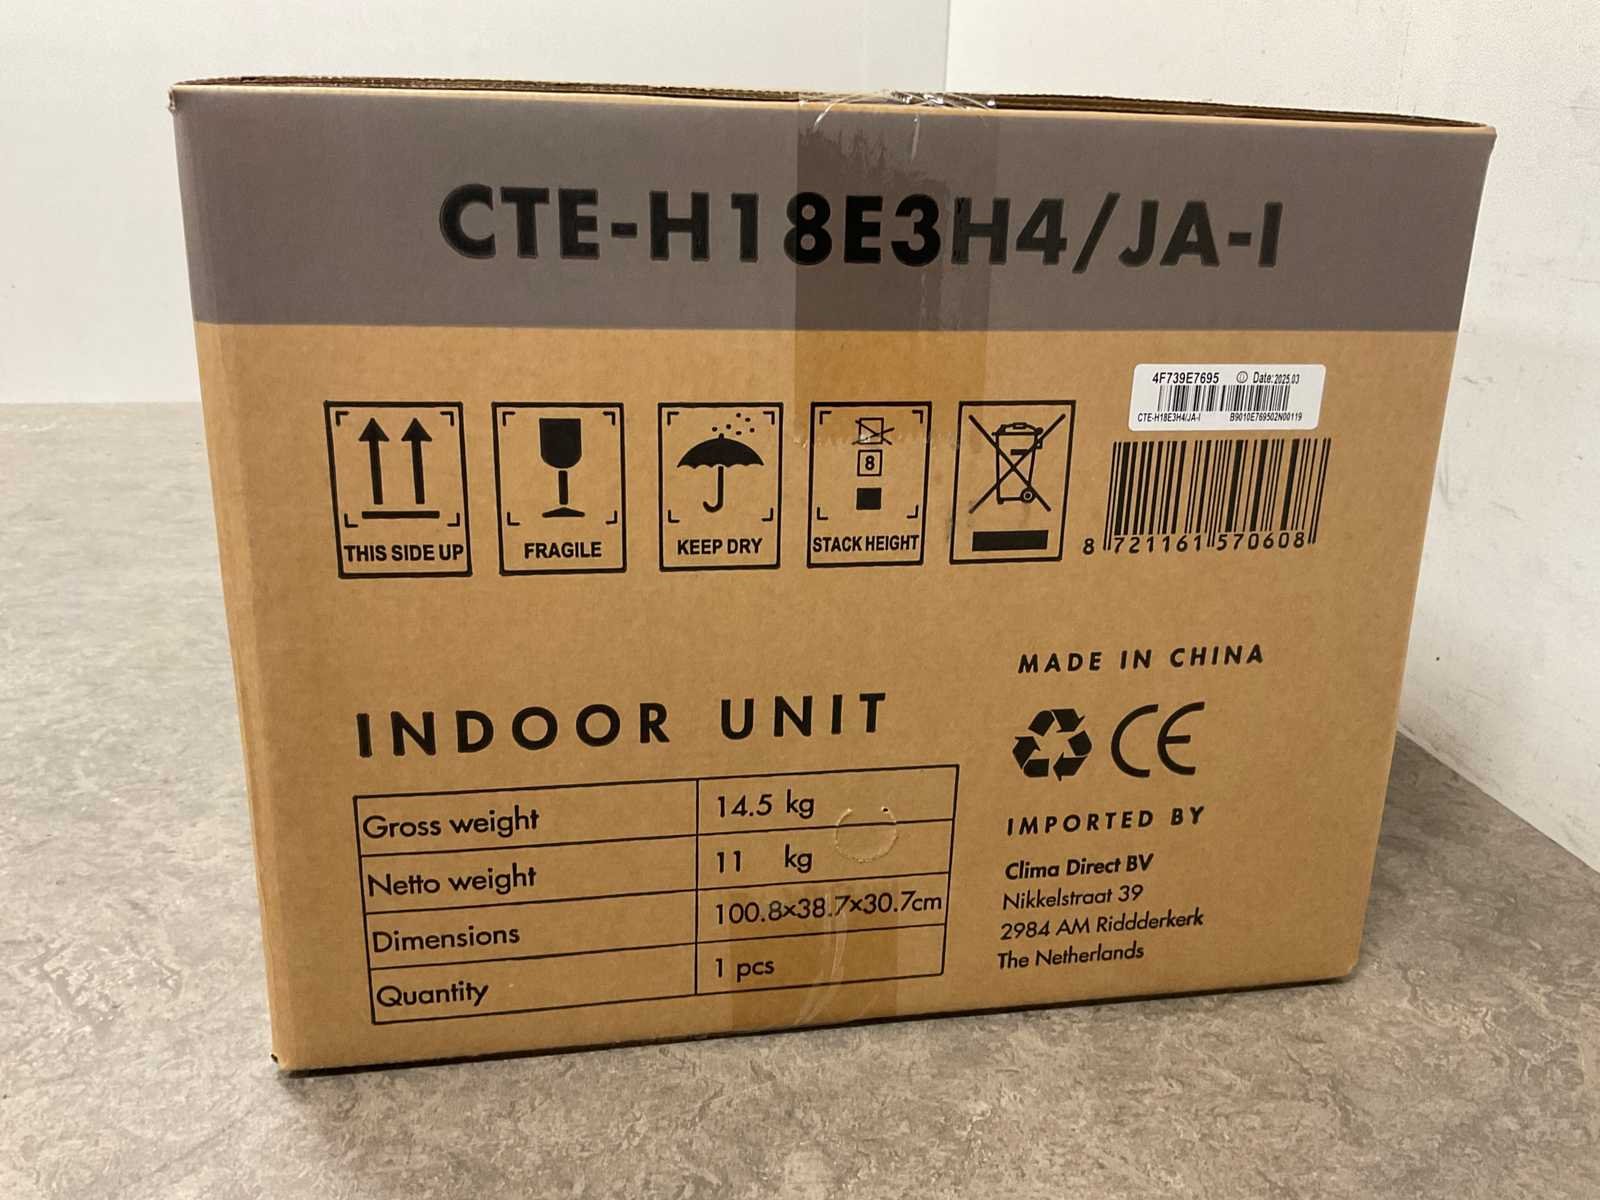 CTE-H18E3H4/JA-I
4F739E7695 Date:2025.03
CTE-H18E3H4/JA-I B9010E769502N00119
8 721161 570608
THIS SIDE UP
FRAGILE
KEEP DRY
8
STACK HEIGHT
MADE IN CHINA
INDOOR UNIT
CE
Gross weight 14.5 kg
Netto weight 11 kg
Dimensions 100.8×38.7×30.7cm
Quantity 1 pcs
IMPORTED BY
Clima Direct BV
Nikkelstraat 39
2984 AM Riddderkerk
The Netherlands